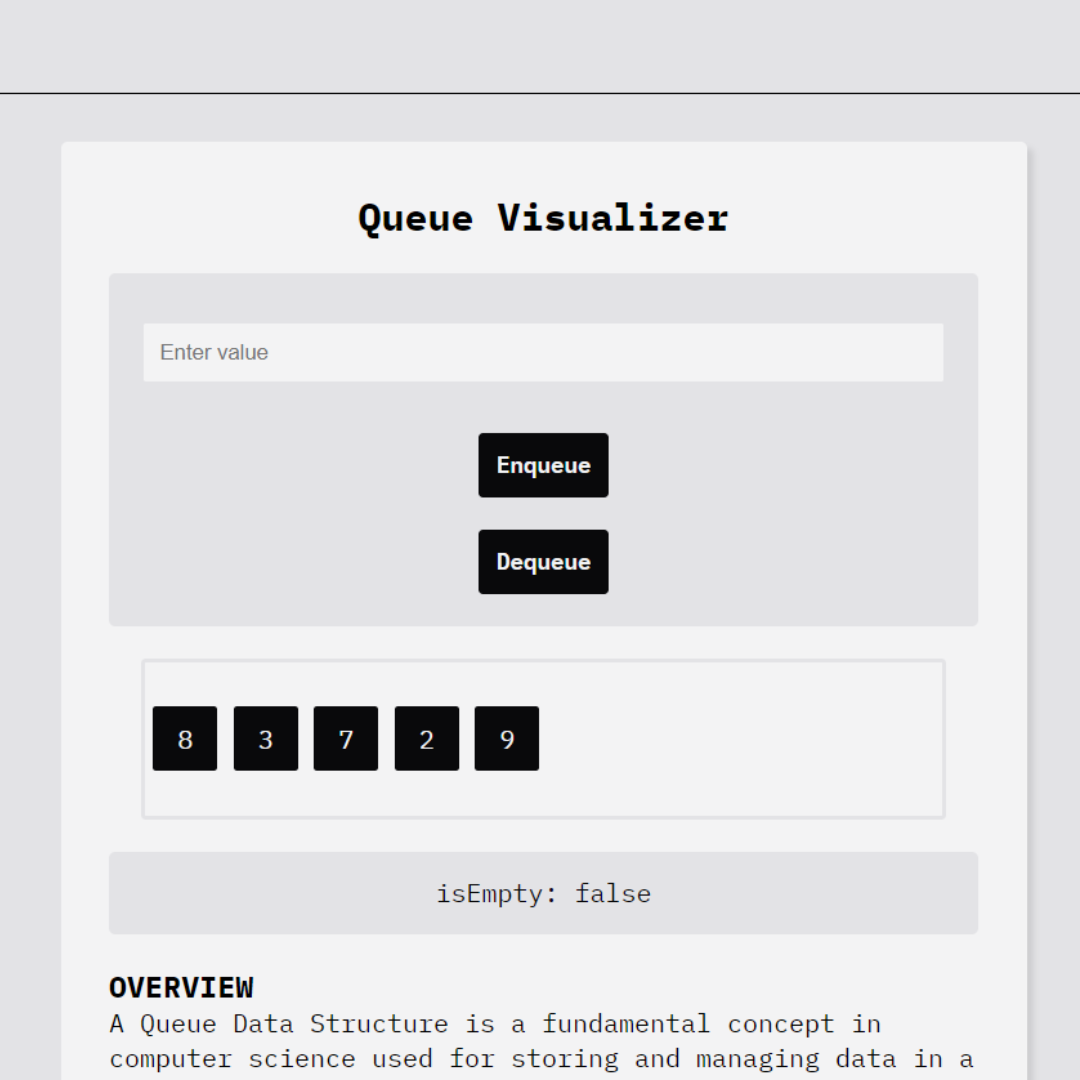 Queue Visualizer
Enter value
Enqueue
Dequeue
8 3 7 2 9
isEmpty: false
OVERVIEW
A Queue Data Structure is a fundamental concept in
computer science used for storing and managing data in a